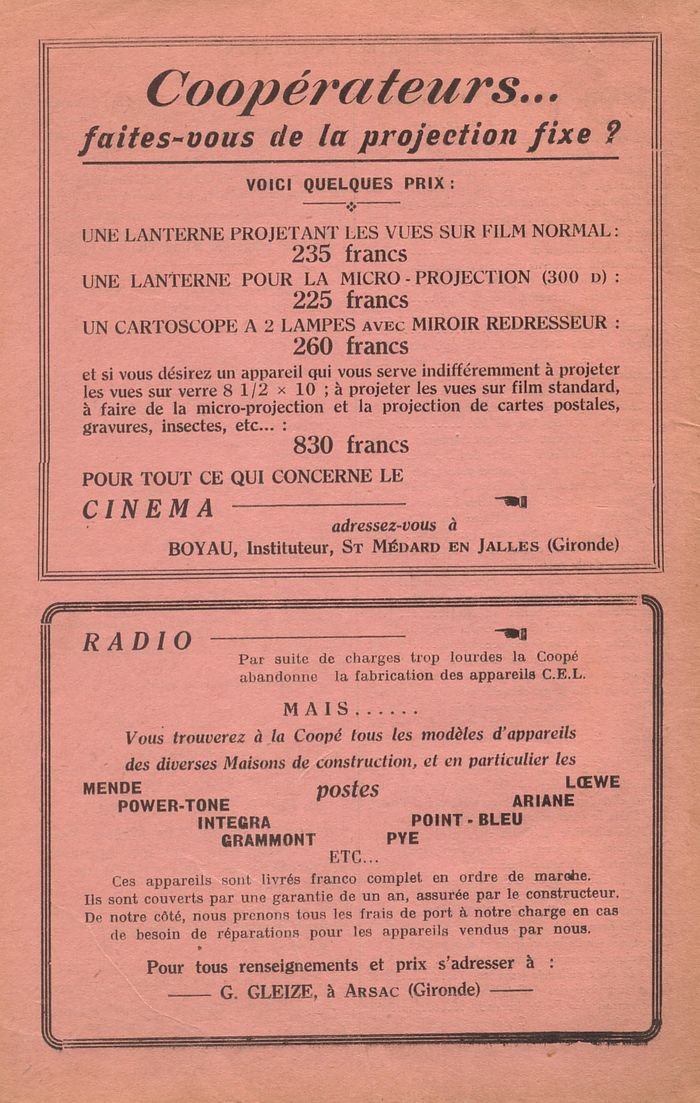 Coopérateurs...
faites-vous de la projection fixe ?
VOICI QUELQUES PRIX :
UNE LANTERNE PROJETANT LES VUES SUR FILM NORMAL :
235 francs
UNE LANTERNE POUR LA MICRO-PROJECTION (300 D) :
225 francs
UN CARTOSCOPE A 2 LAMPES AVEC MIROIR REDRESSEUR :
260 francs
et si vous désirez un appareil qui vous serve indifféremment à projeter
les vues sur verre 8 1/2 × 10 ; à projeter les vues sur film standard,
à faire de la micro-projection et la projection de cartes postales,
gravures, insectes, etc... :
830 francs
POUR TOUT CE QUI CONCERNE LE
CINEMA
adressez-vous à
BOYAU, Instituteur, ST MÉDARD EN JALLES (Gironde)
RADIO
Par suite de charges trop lourdes la Coopé
abandonne la fabrication des appareils C.E.L.
MAIS......
Vous trouverez à la Coopé tous les modèles d'appareils
des diverses Maisons de construction, et en particulier les
postes
MENDE LŒWE
POWER-TONE ARIANE
INTEGRA POINT-BLEU
GRAMMONT PYE
ETC...
Ces appareils sont livrés franco complet en ordre de marche.
Ils sont couverts par une garantie de un an, assurée par le constructeur.
De notre côté, nous prenons tous les frais de port à notre charge en cas
de besoin de réparations pour les appareils vendus par nous.
Pour tous renseignements et prix s'adresser à :
G. GLEIZE, à ARSAC (Gironde)